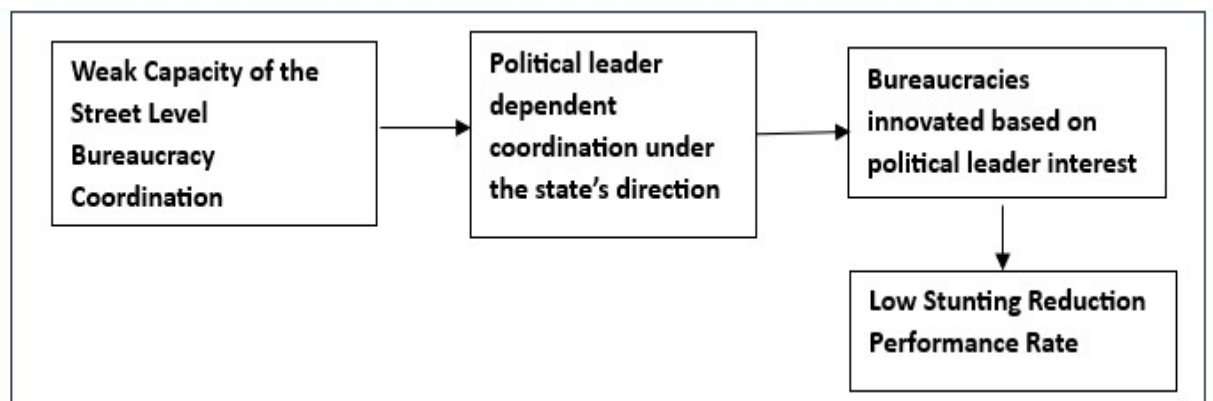 Weak Capacity of the
Street Level
Bureaucracy
Coordination
Political leader
dependent
coordination under
the state's direction
Bureaucracies
innovated based on
political leader interest
Low Stunting Reduction
Performance Rate